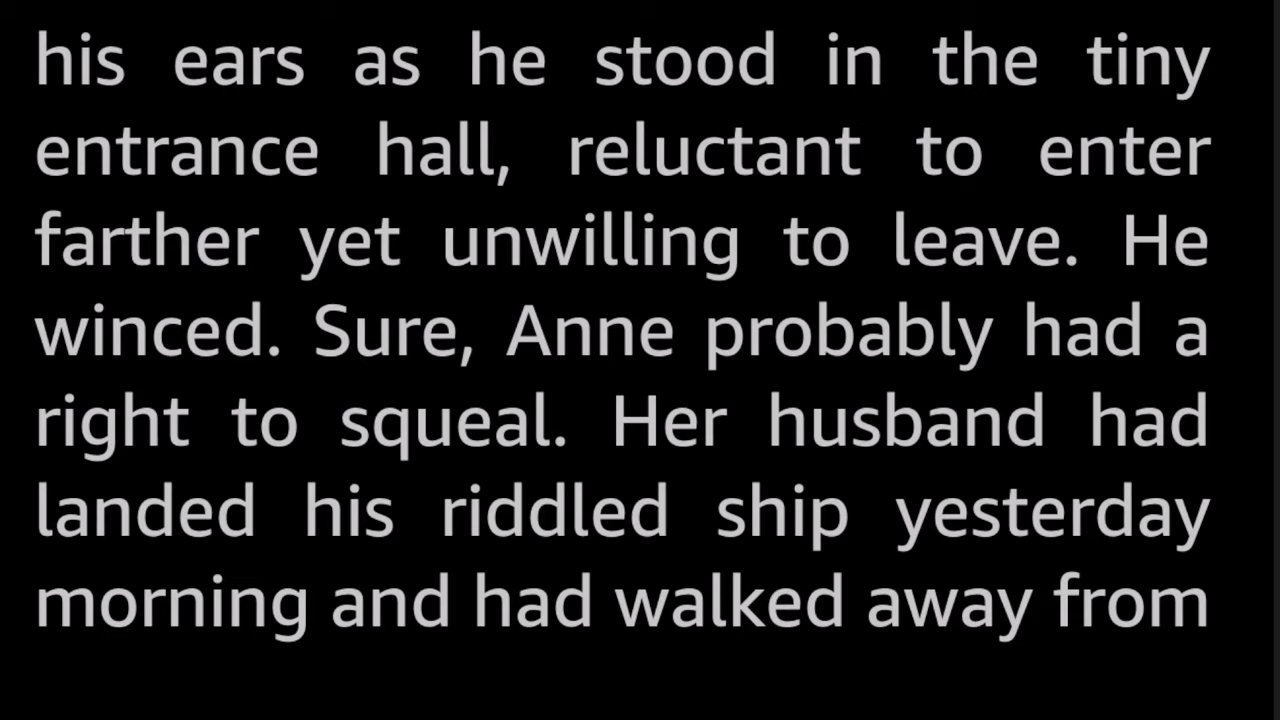 his ears as he stood in the tiny
entrance hall, reluctant to enter
farther yet unwilling to leave. He
winced. Sure, Anne probably had a
right to squeal. Her husband had
landed his riddled ship yesterday
morning and had walked away from